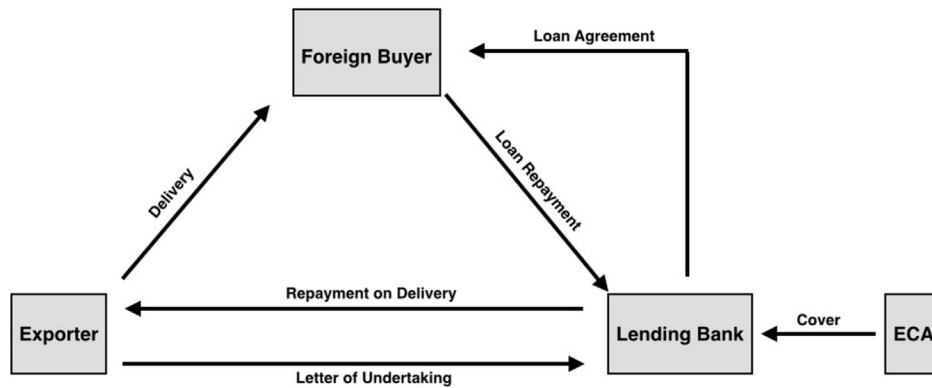 Loan Agreement
Foreign Buyer
Delivery
Loan Repayment
Repayment on Delivery
Exporter
Lending Bank
Cover
ECA
Letter of Undertaking